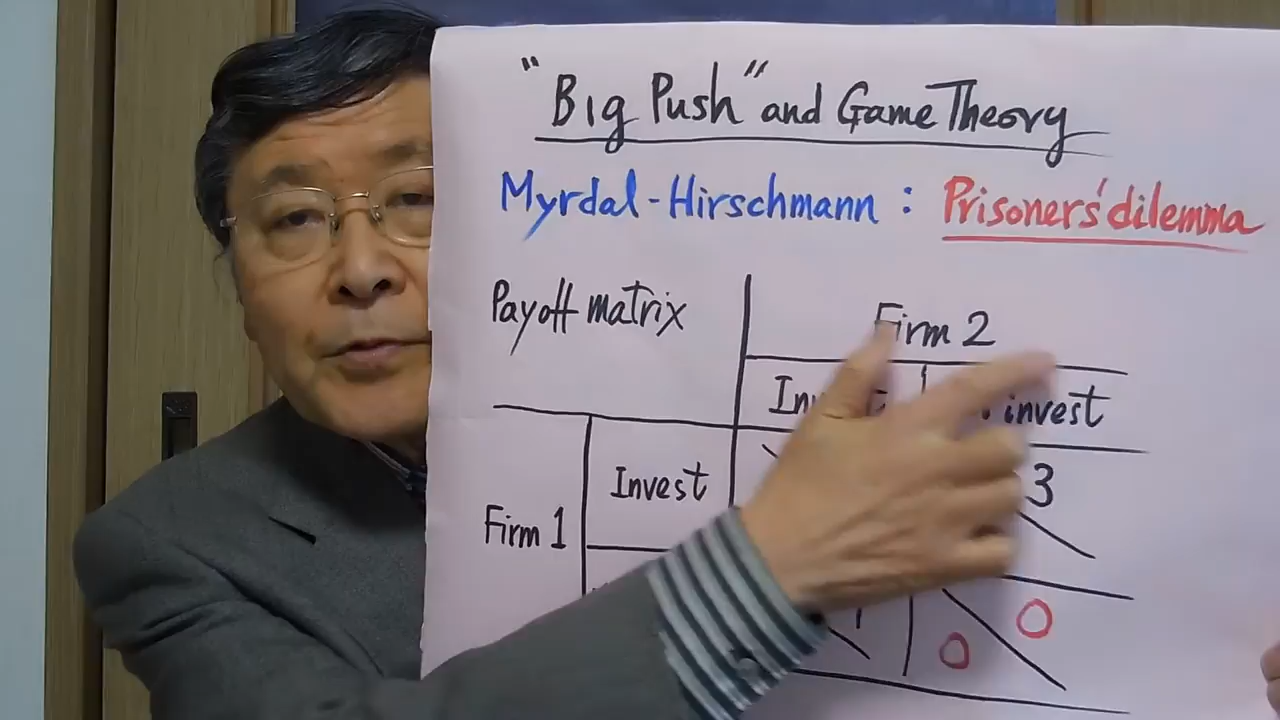 "Big Push" and Game Theory
Myrdal-Hirschmann : Prisoners' dilemma
Payoff matrix
Firm 2
invest
Invest
3
Firm 1
0
0